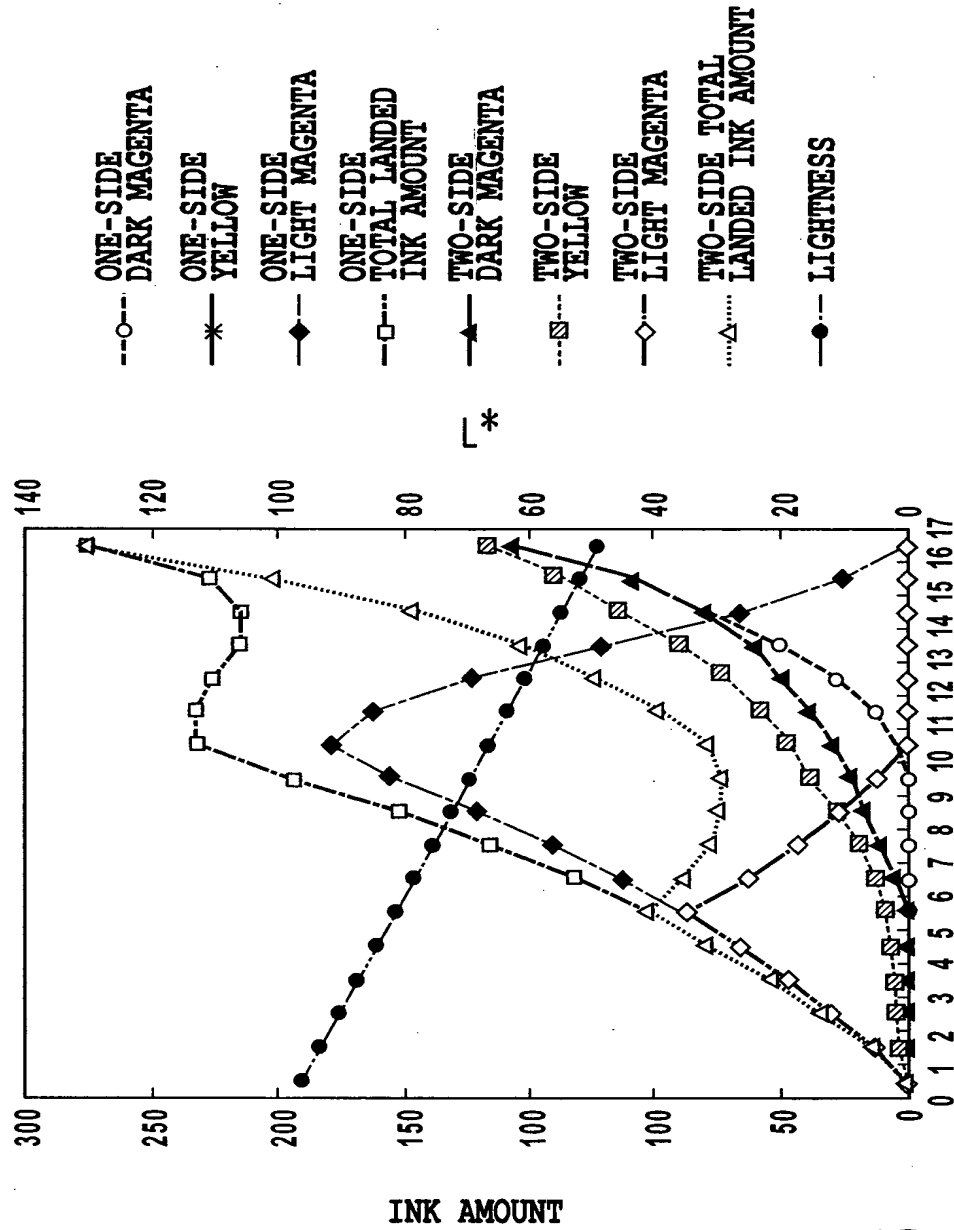 INK AMOUNT
300
250
200
150
100
100
50
0
0 1 2 3 4 5 6 7 8 9 10 11 12 13 14 15 16 17
140
120
100
80
60
40
20
0
L*
ONE-SIDE
DARK MAGENTA
ONE-SIDE
YELLOW
ONE-SIDE
LIGHT MAGENTA
ONE-SIDE
TOTAL LANDED
INK AMOUNT
TWO-SIDE
DARK MAGENTA
TWO-SIDE
YELLOW
TWO-SIDE
LIGHT MAGENTA
TWO-SIDE TOTAL
LANDED INK AMOUNT
LIGHTNESS